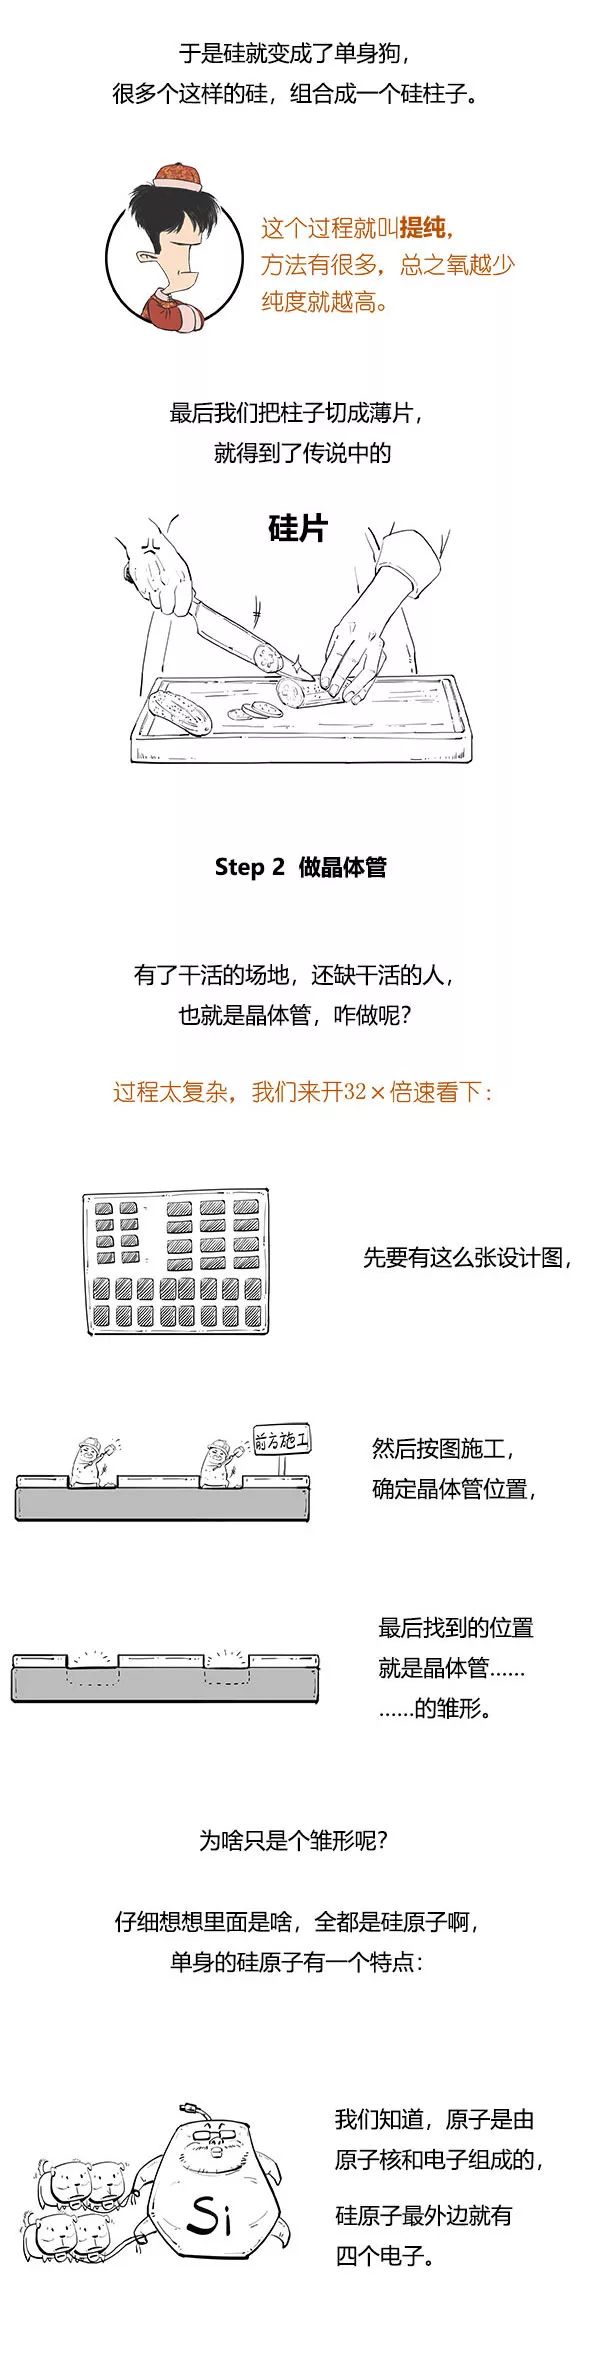 于是硅就变成了单身狗，
很多个这样的硅，组合成一个硅柱子。
这个过程就叫提纯，
方法有很多，总之氧越少
纯度就越高。
最后我们把柱子切成薄片，
就得到了传说中的
硅片
Step 2 做晶体管
有了干活的场地，还缺干活的人，
也就是晶体管，咋做呢？
过程太复杂，我们来开32×倍速看下：
先要有这么张设计图，
前方施工
然后按图施工，
确定晶体管位置，
最后找到的位置
就是晶体管……
……的雏形。
为啥只是个雏形呢？
仔细想想里面是啥，全都是硅原子啊，
单身的硅原子有一个特点：
Si
我们知道，原子是由
原子核和电子组成的，
硅原子最外边就有
四个电子。